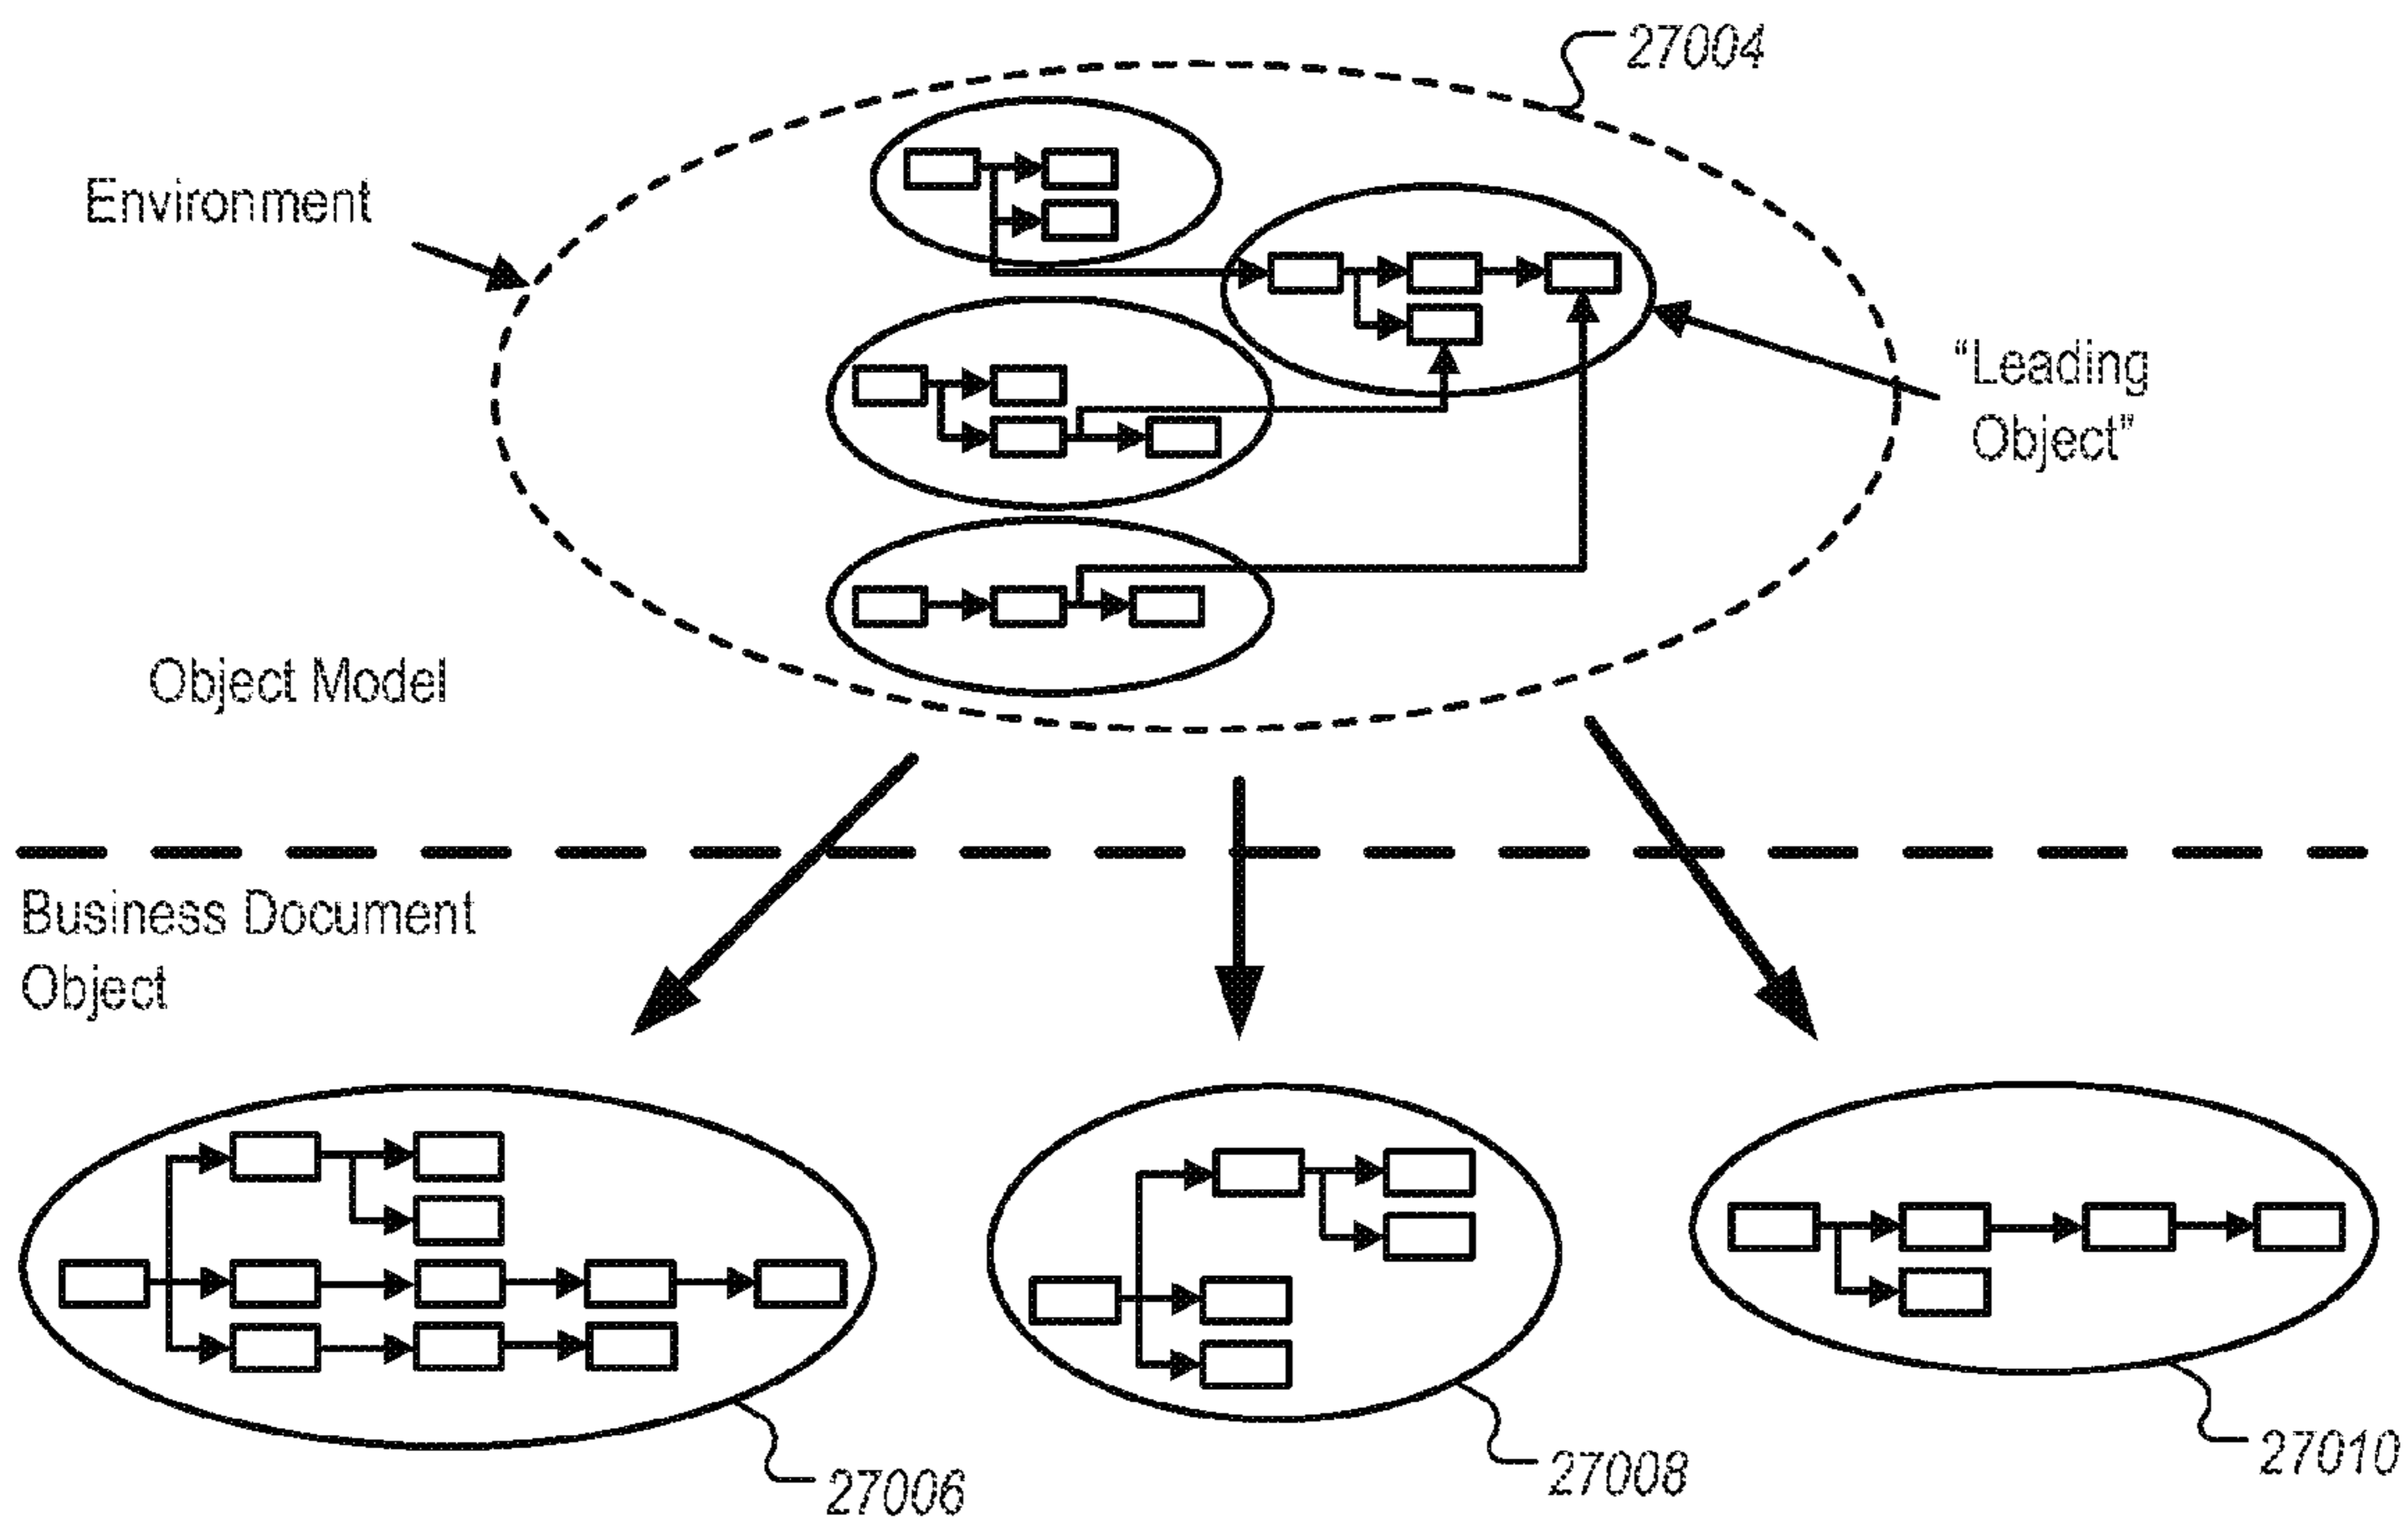 27004
Environment
“Leading
Object”
Object Model
Business Document
Object
27006
27008
27010